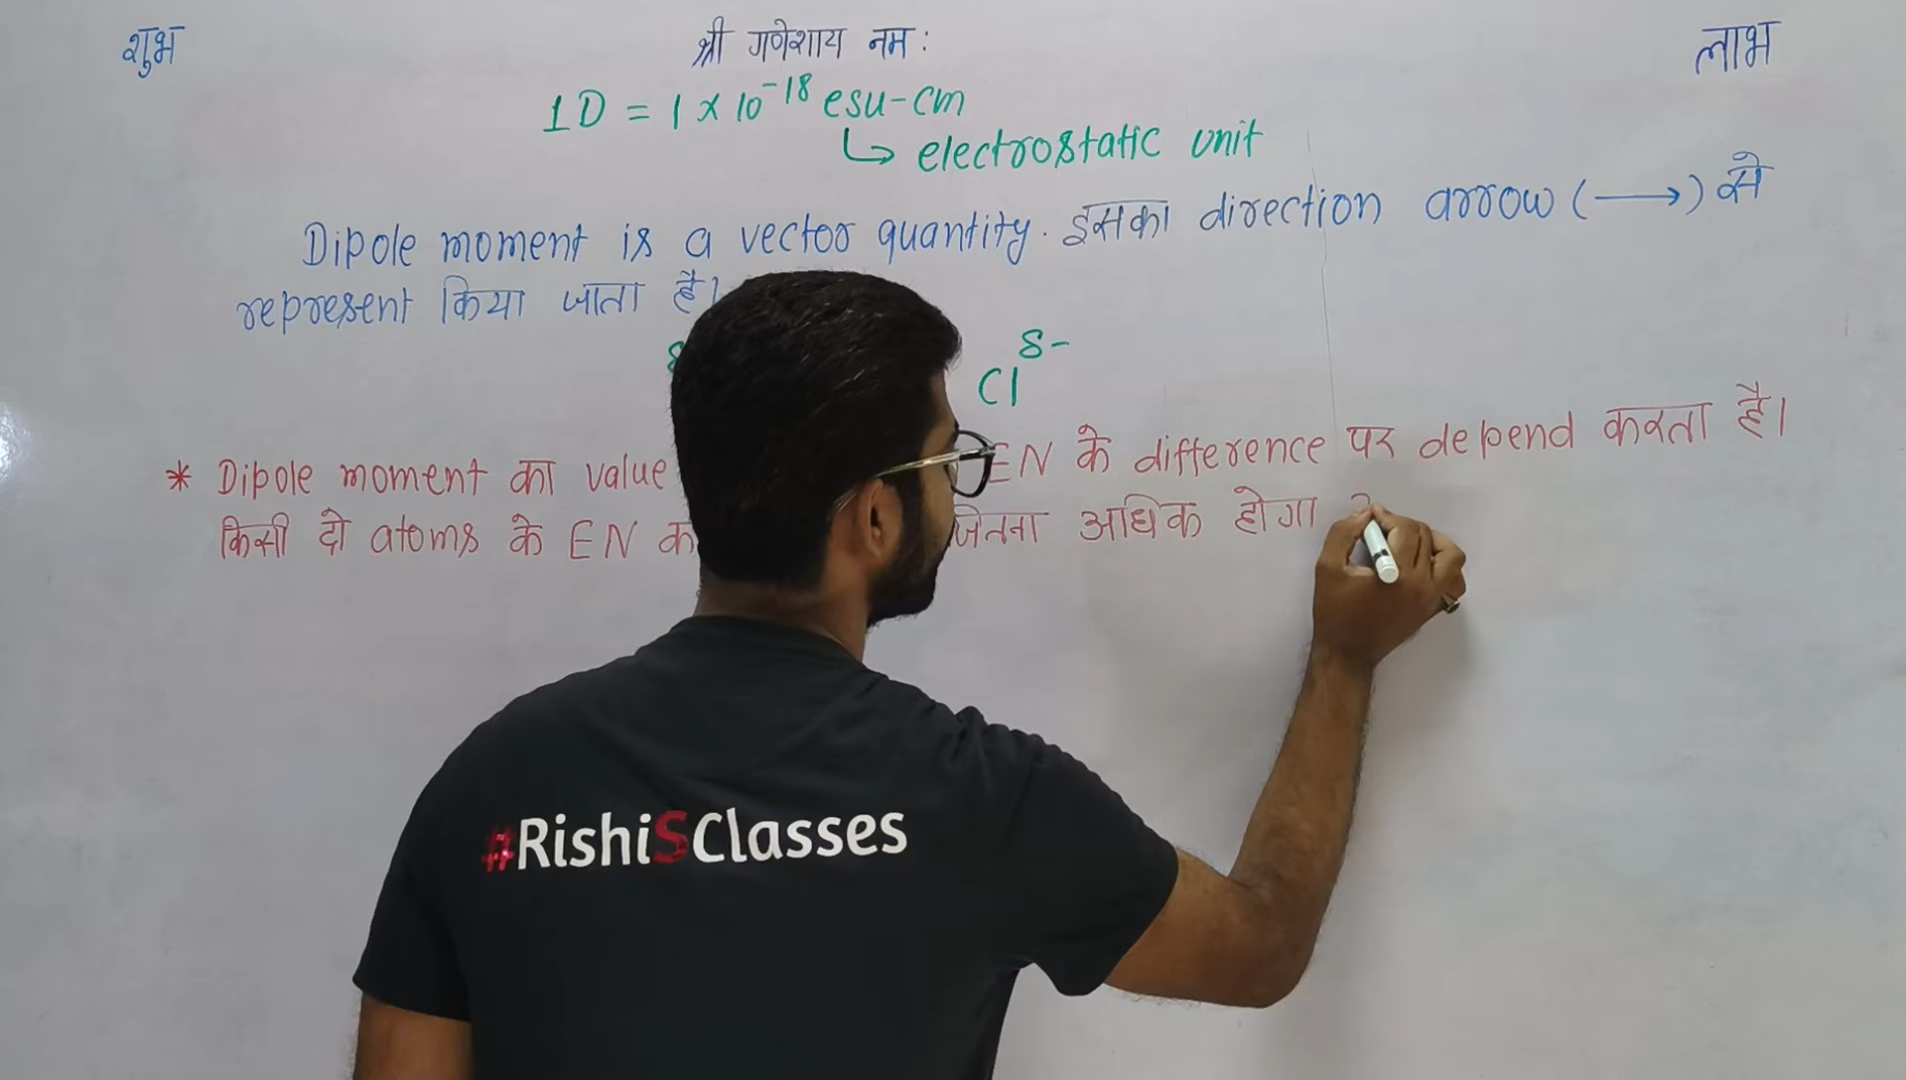 शुभ श्री गणेशाय नमः लाभ
1D = 1 × 10⁻¹⁸ esu-cm
↳ electrostatic unit
Dipole moment is a vector quantity. इसका direction arrow (⟶) से
represent किया जाता है।
δ Cl δ-
* Dipole moment का value EN के difference पर depend करता है।
किसी दो atoms के EN जितना अधिक होगा
#RishiSClasses